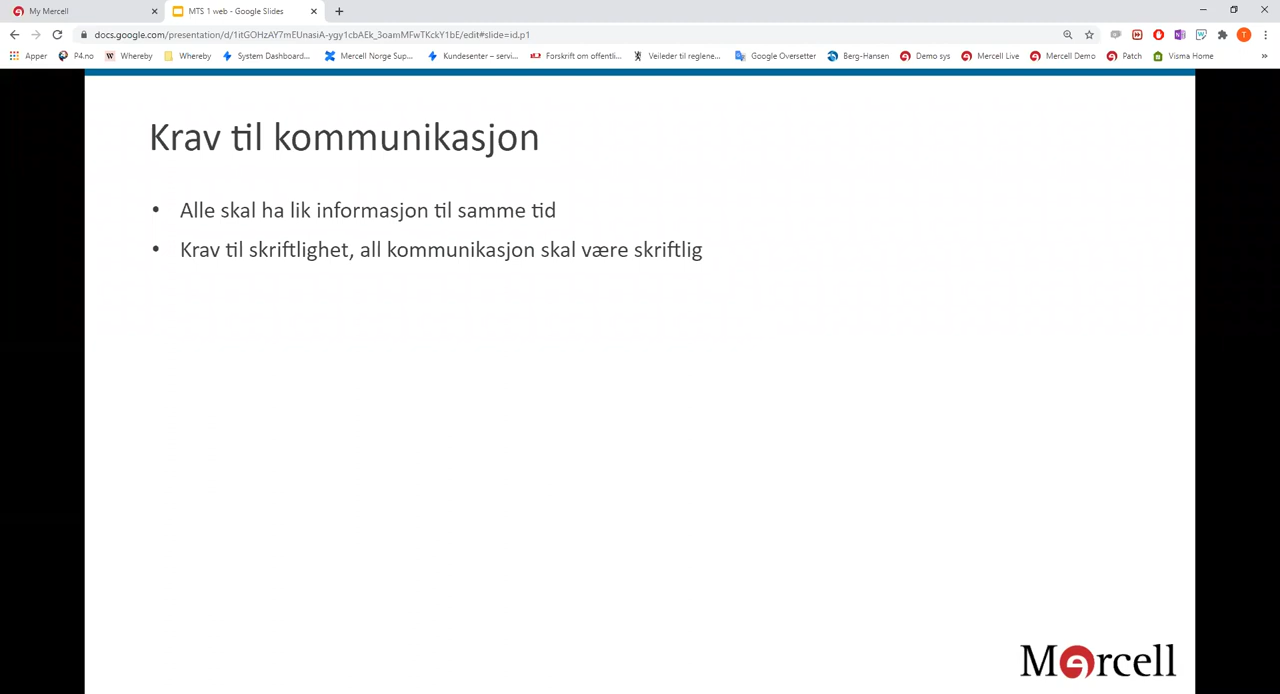 My Mercell
MTS 1 web - Google Slides
docs.google.com/presentation/d/1itGOHzAY7mEUnasiA-ygy1cbAEk_3oamMFwTKckY1bE/edit#slide=id.p1
Apper P4.no Whereby Whereby System Dashboard... Mercell Norge Sup... Kundesenter – servi... Forskrift om offentli... Veileder til reglene... Google Oversetter Berg-Hansen Demo sys Mercell Live Mercell Demo Patch Visma Home »
Krav til kommunikasjon
• Alle skal ha lik informasjon til samme tid
• Krav til skriftlighet, all kommunikasjon skal være skriftlig
Mercell